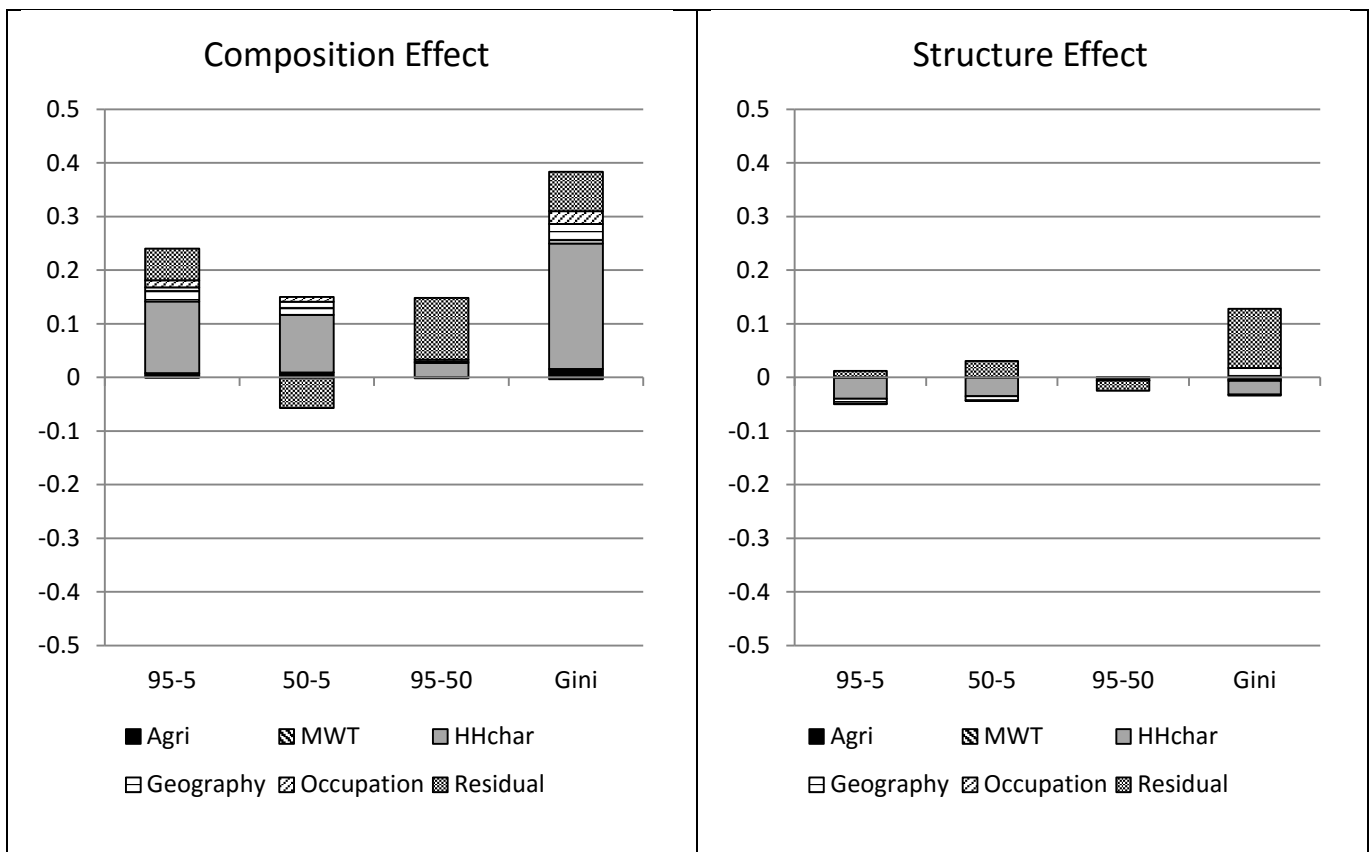 Composition Effect
0.5
0.4
0.3
0.2
0.1
0
-0.1
-0.2
-0.3
-0.4
-0.5
95-5 50-5 95-50 Gini
Agri MWT HHchar
Geography Occupation Residual
Structure Effect
0.5
0.4
0.3
0.2
0.1
0
-0.1
-0.2
-0.3
-0.4
-0.5
95-5 50-5 95-50 Gini
Agri MWT HHchar
Geography Occupation Residual